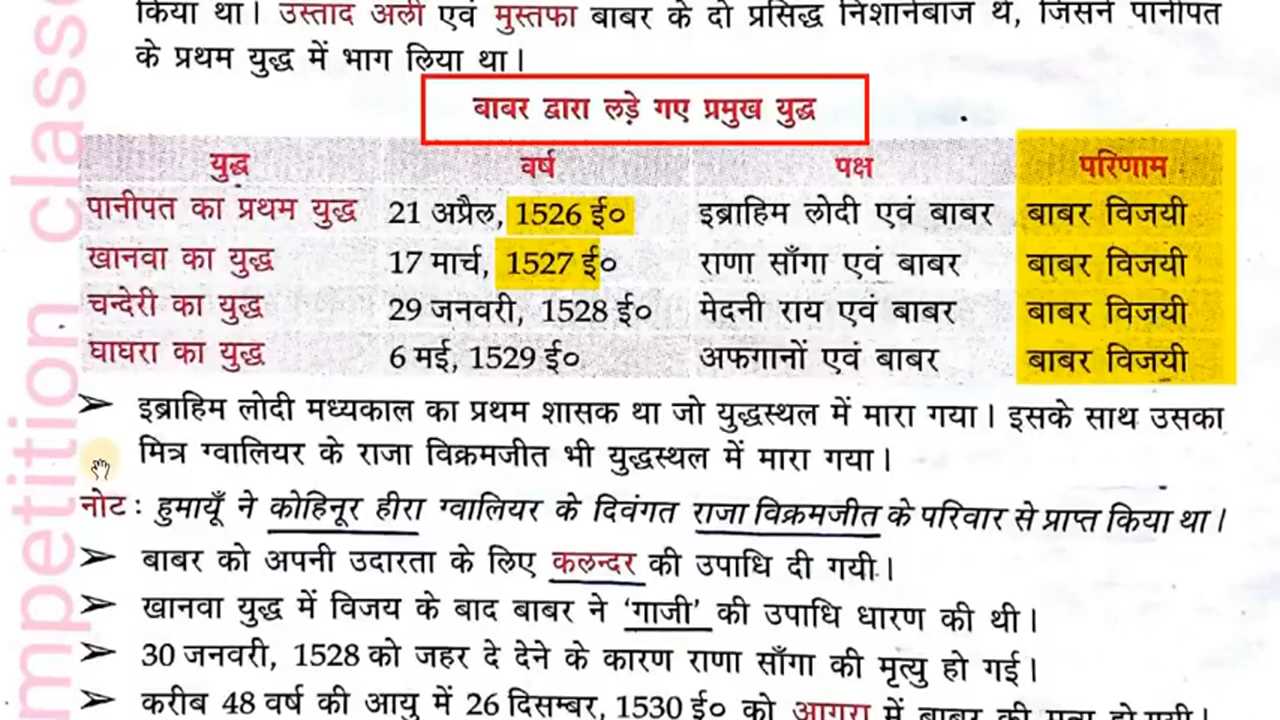 किया था। उस्ताद अली एवं मुस्तफा बाबर के दो प्रसिद्ध निशानेबाज थे, जिसने पानीपत
के प्रथम युद्ध में भाग लिया था।
बाबर द्वारा लड़े गए प्रमुख युद्ध
युद्ध वर्ष पक्ष परिणाम
पानीपत का प्रथम युद्ध 21 अप्रैल, 1526 ई० इब्राहिम लोदी एवं बाबर बाबर विजयी
खानवा का युद्ध 17 मार्च, 1527 ई० राणा साँगा एवं बाबर बाबर विजयी
चन्देरी का युद्ध 29 जनवरी, 1528 ई० मेदनी राय एवं बाबर बाबर विजयी
घाघरा का युद्ध 6 मई, 1529 ई० अफगानों एवं बाबर बाबर विजयी
➢ इब्राहिम लोदी मध्यकाल का प्रथम शासक था जो युद्धस्थल में मारा गया। इसके साथ उसका
मित्र ग्वालियर के राजा विक्रमजीत भी युद्धस्थल में मारा गया।
नोट : हुमायूँ ने कोहिनूर हीरा ग्वालियर के दिवंगत राजा विक्रमजीत के परिवार से प्राप्त किया था।
➢ बाबर को अपनी उदारता के लिए कलन्दर की उपाधि दी गयी।
➢ खानवा युद्ध में विजय के बाद बाबर ने ‘गाजी’ की उपाधि धारण की थी।
➢ 30 जनवरी, 1528 को जहर दे देने के कारण राणा साँगा की मृत्यु हो गई।
➢ करीब 48 वर्ष की आयु में 26 दिसम्बर, 1530 ई० को आगरा में बाबर की मृत्यु हो गयी।
mpetition classe